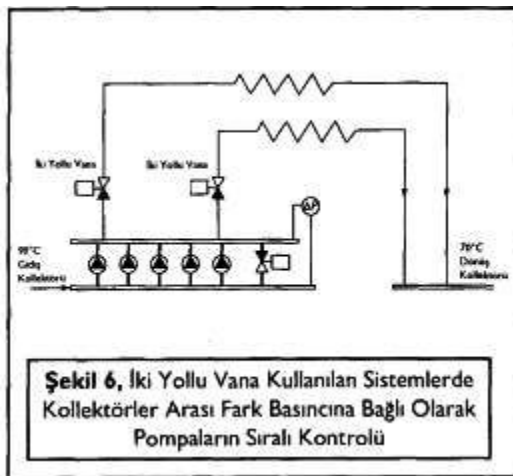 İki Yollu Vana
İki Yollu Vana
ΔP
90°C
Gidiş
Kollektörü
70°C
Dönüş
Kollektörü
Şekil 6, İki Yollu Vana Kullanılan Sistemlerde
Kollektörler Arası Fark Basıncına Bağlı Olarak
Pompaların Sıralı Kontrolü